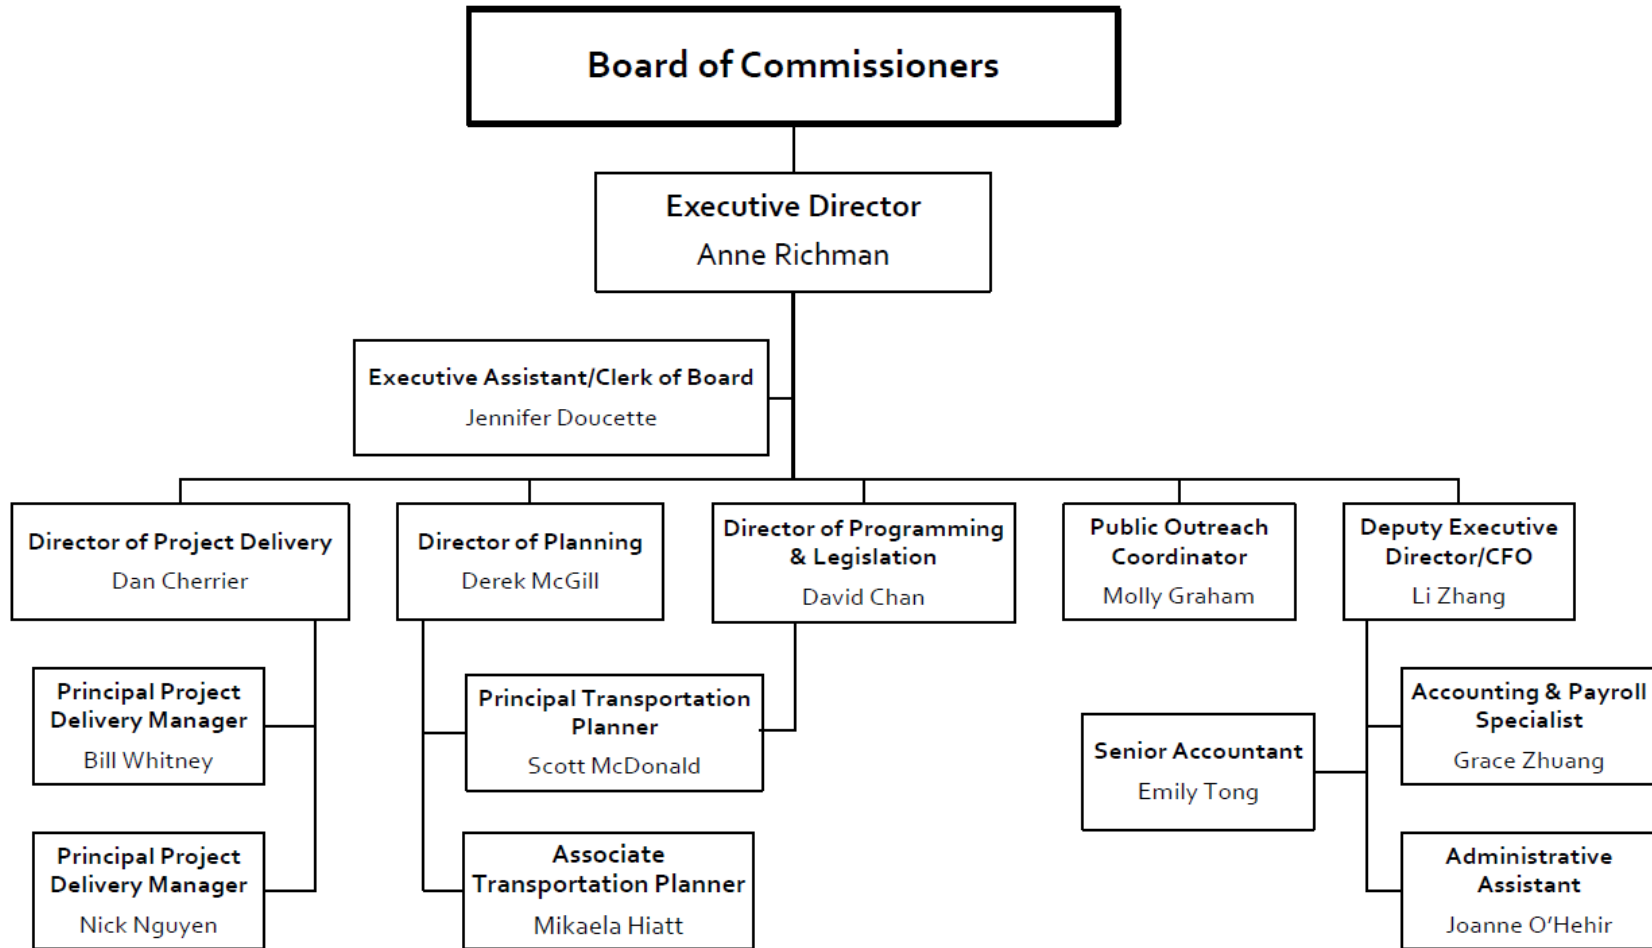 Board of Commissioners
Executive Director
Anne Richman
Executive Assistant/Clerk of Board
Jennifer Doucette
Director of Project Delivery
Dan Cherrier
Director of Planning
Derek McGill
Director of Programming
& Legislation
David Chan
Public Outreach
Coordinator
Molly Graham
Deputy Executive
Director/CFO
Li Zhang
Principal Project
Delivery Manager
Bill Whitney
Principal Transportation
Planner
Scott McDonald
Senior Accountant
Emily Tong
Accounting & Payroll
Specialist
Grace Zhuang
Principal Project
Delivery Manager
Nick Nguyen
Associate
Transportation Planner
Mikaela Hiatt
Administrative
Assistant
Joanne O’Hehir